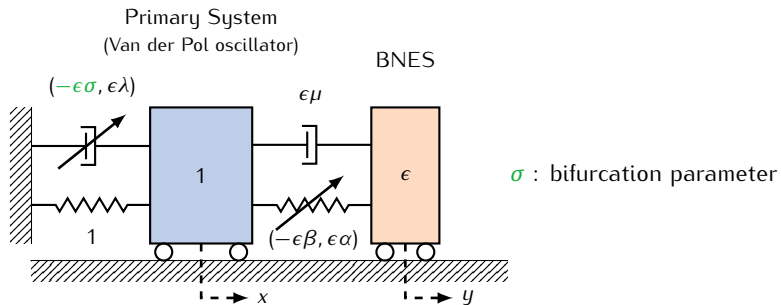 Primary System
(Van der Pol oscillator)
BNES
(−ϵσ, ϵλ)
ϵμ
1
ϵ
σ : bifurcation parameter
1
(−ϵβ, ϵα)
x
y